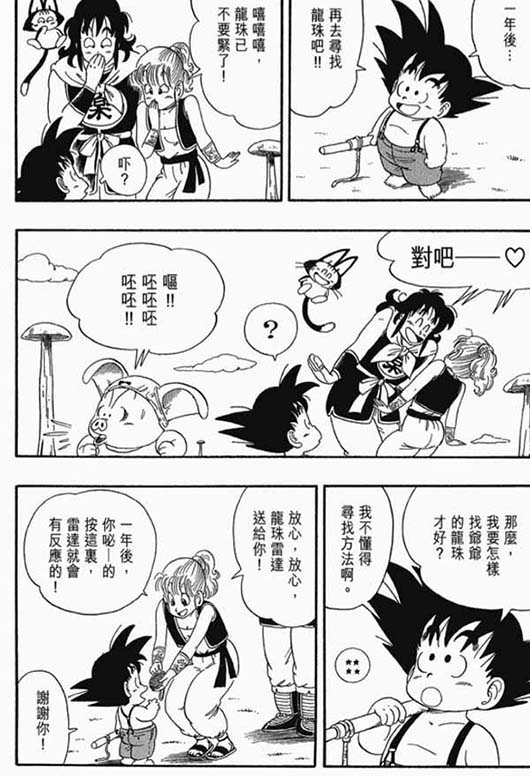 一年後…
再去尋找
龍珠吧!!
嘻嘻嘻,
龍珠已
不要緊了!
吓?
對吧——♡
?
嘔!!
呸呸呸
呸呸!!
那麼,
我要怎樣
找爺爺
的龍珠
才好?
我不懂得
尋找方法啊。
放心,放心,
龍珠雷達
送給你!
一年後,
你咇—的
按這裏,
雷達就會
有反應的!
謝謝你!